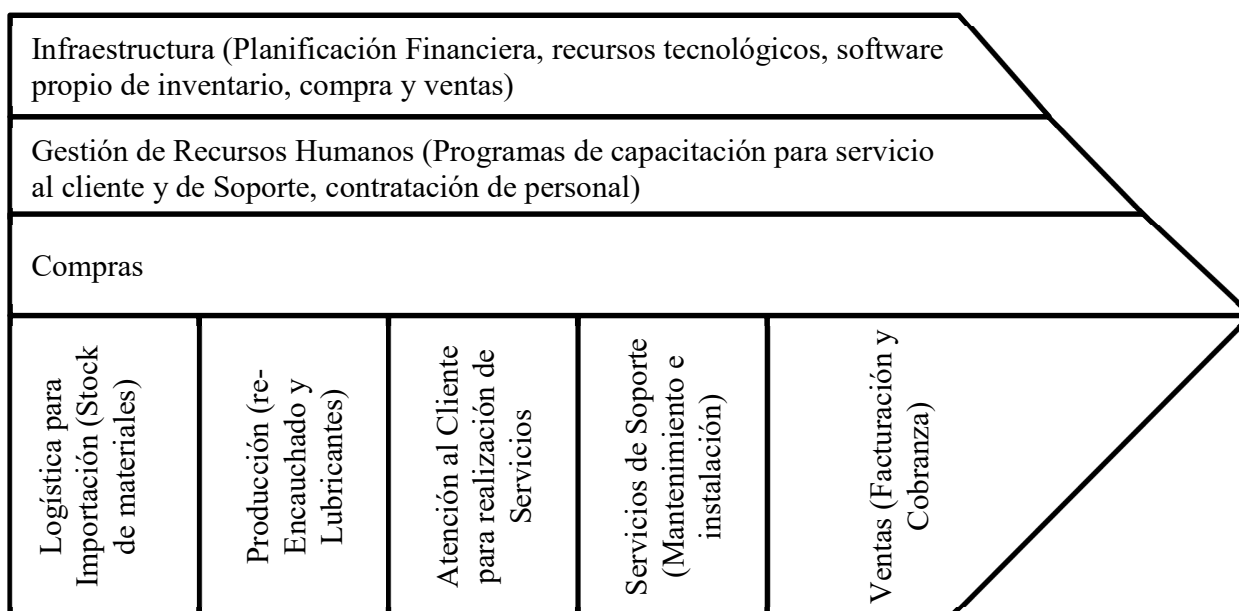 Infraestructura (Planificación Financiera, recursos tecnológicos, software
propio de inventario, compra y ventas)
Gestión de Recursos Humanos (Programas de capacitación para servicio
al cliente y de Soporte, contratación de personal)
Compras
Logística para
Importación (Stock
de materiales)
Producción (re-
Encauchado y
Lubricantes)
Atención al Cliente
para realización de
Servicios
Servicios de Soporte
(Mantenimiento e
instalación)
Ventas (Facturación y
Cobranza)